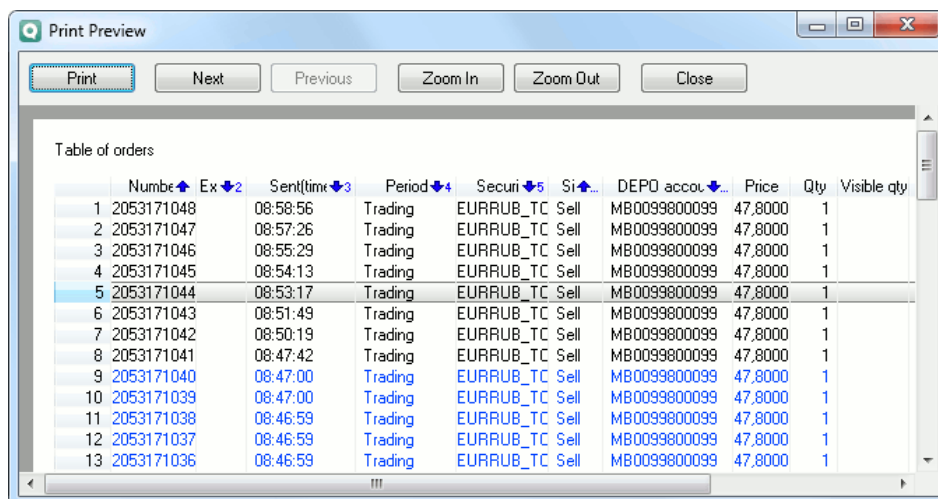 Print Preview
Print Next Previous Zoom In Zoom Out Close
Table of orders
Numbe Ex 2 Sent(time 3 Period 4 Securi 5 Si... DEPO accou... Price Qty Visible qty
1 2053171048 08:58:56 Trading EURRUB_TC Sell MB0099800099 47,8000 1
2 2053171047 08:57:26 Trading EURRUB_TC Sell MB0099800099 47,8000 1
3 2053171046 08:55:29 Trading EURRUB_TC Sell MB0099800099 47,8000 1
4 2053171045 08:54:13 Trading EURRUB_TC Sell MB0099800099 47,8000 1
5 2053171044 08:53:17 Trading EURRUB_TC Sell MB0099800099 47,8000 1
6 2053171043 08:51:49 Trading EURRUB_TC Sell MB0099800099 47,8000 1
7 2053171042 08:50:19 Trading EURRUB_TC Sell MB0099800099 47,8000 1
8 2053171041 08:47:42 Trading EURRUB_TC Sell MB0099800099 47,8000 1
9 2053171040 08:47:00 Trading EURRUB_TC Sell MB0099800099 47,8000 1
10 2053171039 08:47:00 Trading EURRUB_TC Sell MB0099800099 47,8000 1
11 2053171038 08:46:59 Trading EURRUB_TC Sell MB0099800099 47,8000 1
12 2053171037 08:46:59 Trading EURRUB_TC Sell MB0099800099 47,8000 1
13 2053171036 08:46:59 Trading EURRUB_TC Sell MB0099800099 47,8000 1